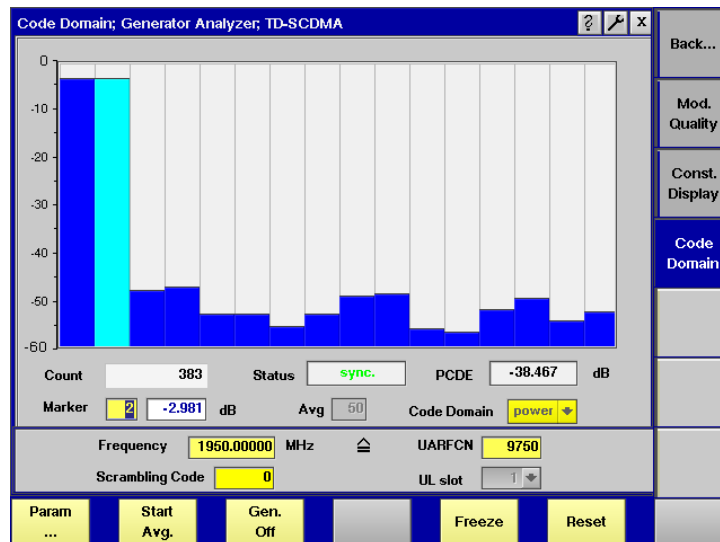 Code Domain; Generator Analyzer; TD-SCDMA ? x
Back...
Mod.
Quality
Const.
Display
Code
Domain
0
-10
-20
-30
-40
-50
-60
Count 383 Status sync. PCDE -38.467 dB
Marker 2 -2.981 dB Avg 50 Code Domain power
Frequency 1950.00000 MHz ≙ UARFCN 9750
Scrambling Code 0 UL slot 1
Param
...
Start
Avg.
Gen.
Off
Freeze
Reset